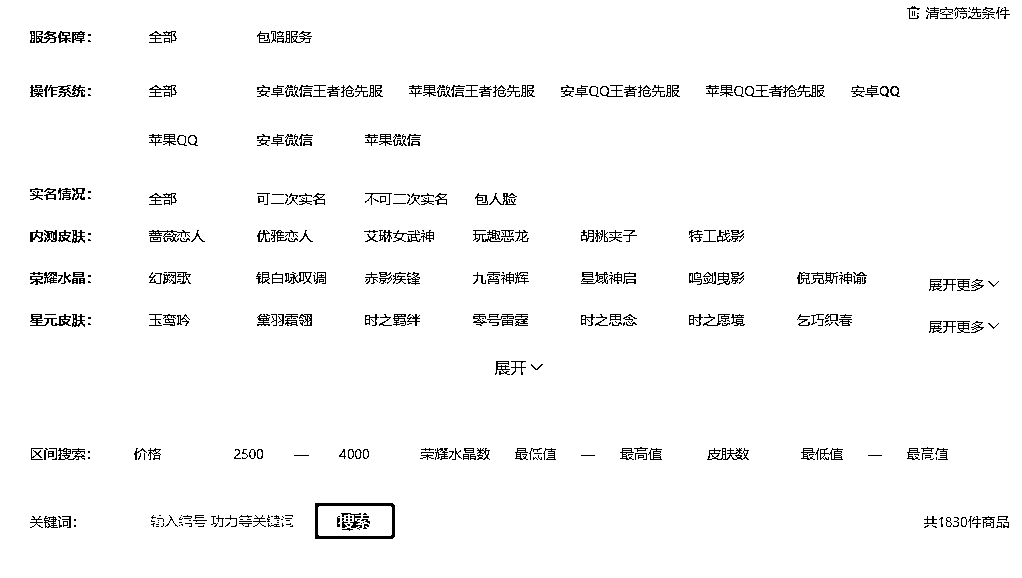 清空筛选条件
服务保障: 全部 包赔服务
操作系统: 全部 安卓微信王者抢先服 苹果微信王者抢先服 安卓QQ王者抢先服 苹果QQ王者抢先服 安卓QQ
苹果QQ 安卓微信 苹果微信
实名情况: 全部 可二次实名 不可二次实名 包人脸
内测皮肤: 蔷薇恋人 优雅恋人 艾琳女武神 玩趣恶龙 胡桃夹子 特工战影
荣耀水晶: 幻阙歌 银白咏叹调 赤影疾锋 九霄神辉 星域神启 鸣剑曳影 倪克斯神谕 展开更多
星元皮肤: 玉鸾吟 黛羽霜翎 时之羁绊 零号雷霆 时之思念 时之愿境 乞巧织春 展开更多
展开
区间搜索: 价格 2500 — 4000 荣耀水晶数 最低值 — 最高值 皮肤数 最低值 — 最高值
关键词: 输入编号 功力等关键词 搜索 共1830件商品